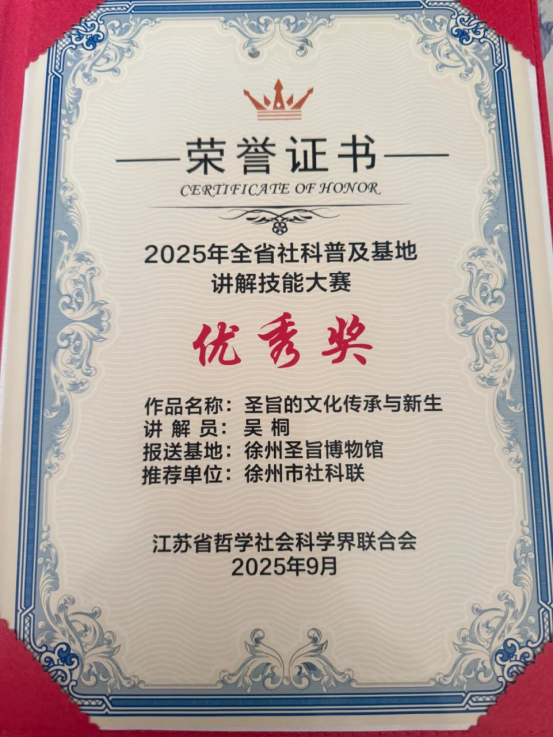 荣誉证书
CERTIFICATE OF HONOR
2025年全省社科普及基地
讲解技能大赛
优秀奖
作品名称：圣旨的文化传承与新生
讲解员：吴桐
报送基地：徐州圣旨博物馆
推荐单位：徐州市社科联
江苏省哲学社会科学界联合会
2025年9月